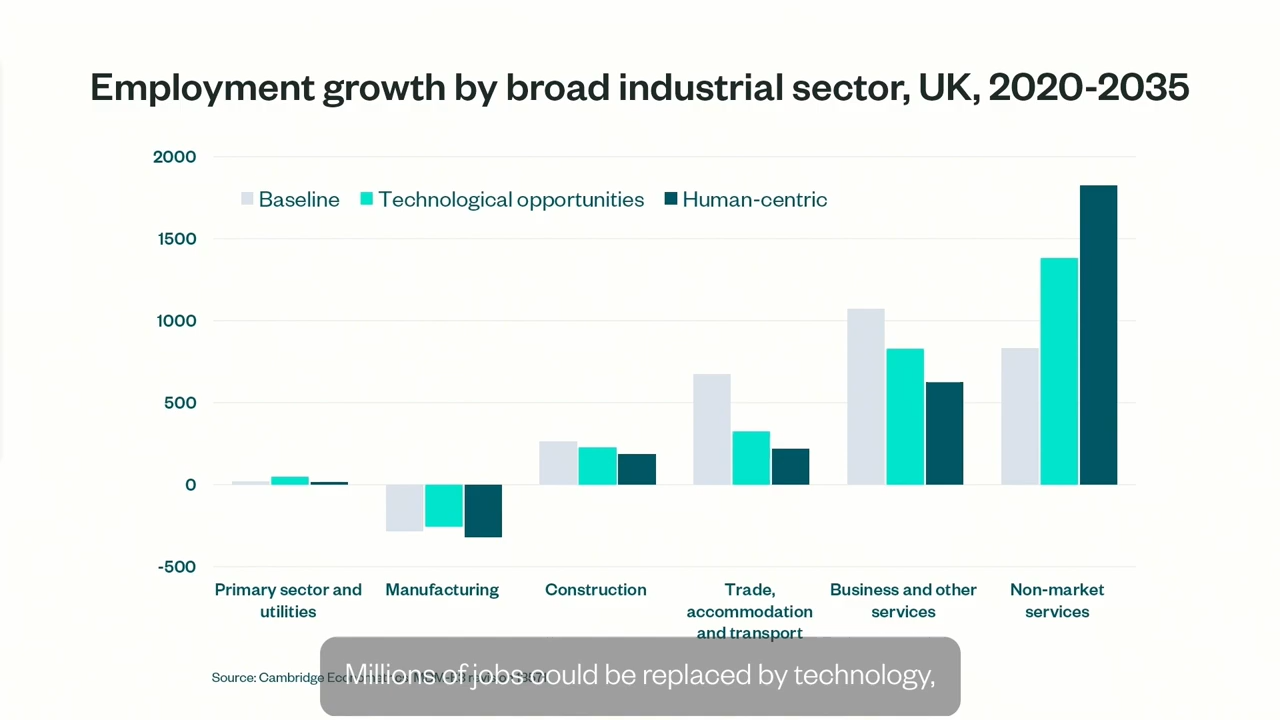 Employment growth by broad industrial sector, UK, 2020-2035
2000
Baseline Technological opportunities Human-centric
1500
1000
500
0
-500
Primary sector and utilities
Manufacturing
Construction
Trade, accommodation and transport
Business and other services
Non-market services
Source: Cambridge
Millions of jobs could be replaced by technology,